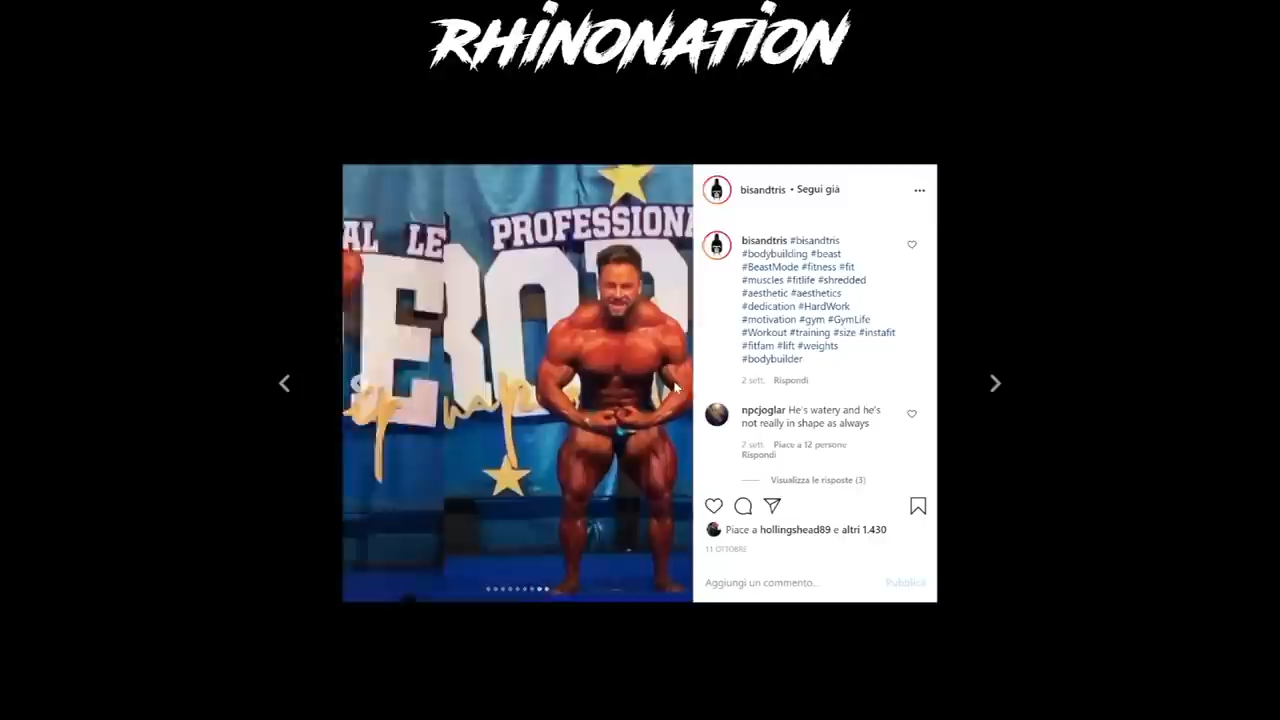 RHINONATION
AL LE PROFESSIONA
EROP
bisandtris • Segui già
bisandtris #bisandtris
#bodybuilding #beast
#BeastMode #fitness #fit
#muscles #fitlife #shredded
#aesthetic #aesthetics
#dedication #HardWork
#motivation #gym #GymLife
#Workout #training #size #instafit
#fitfam #lift #weights
#bodybuilder
2 sett. Rispondi
npcjoglar He's watery and he's
not really in shape as always
2 sett. Piace a 12 persone
Rispondi
Visualizza le risposte (3)
Piace a hollingshead89 e altri 1.430
11 OTTOBRE
Aggiungi un commento... Pubblica